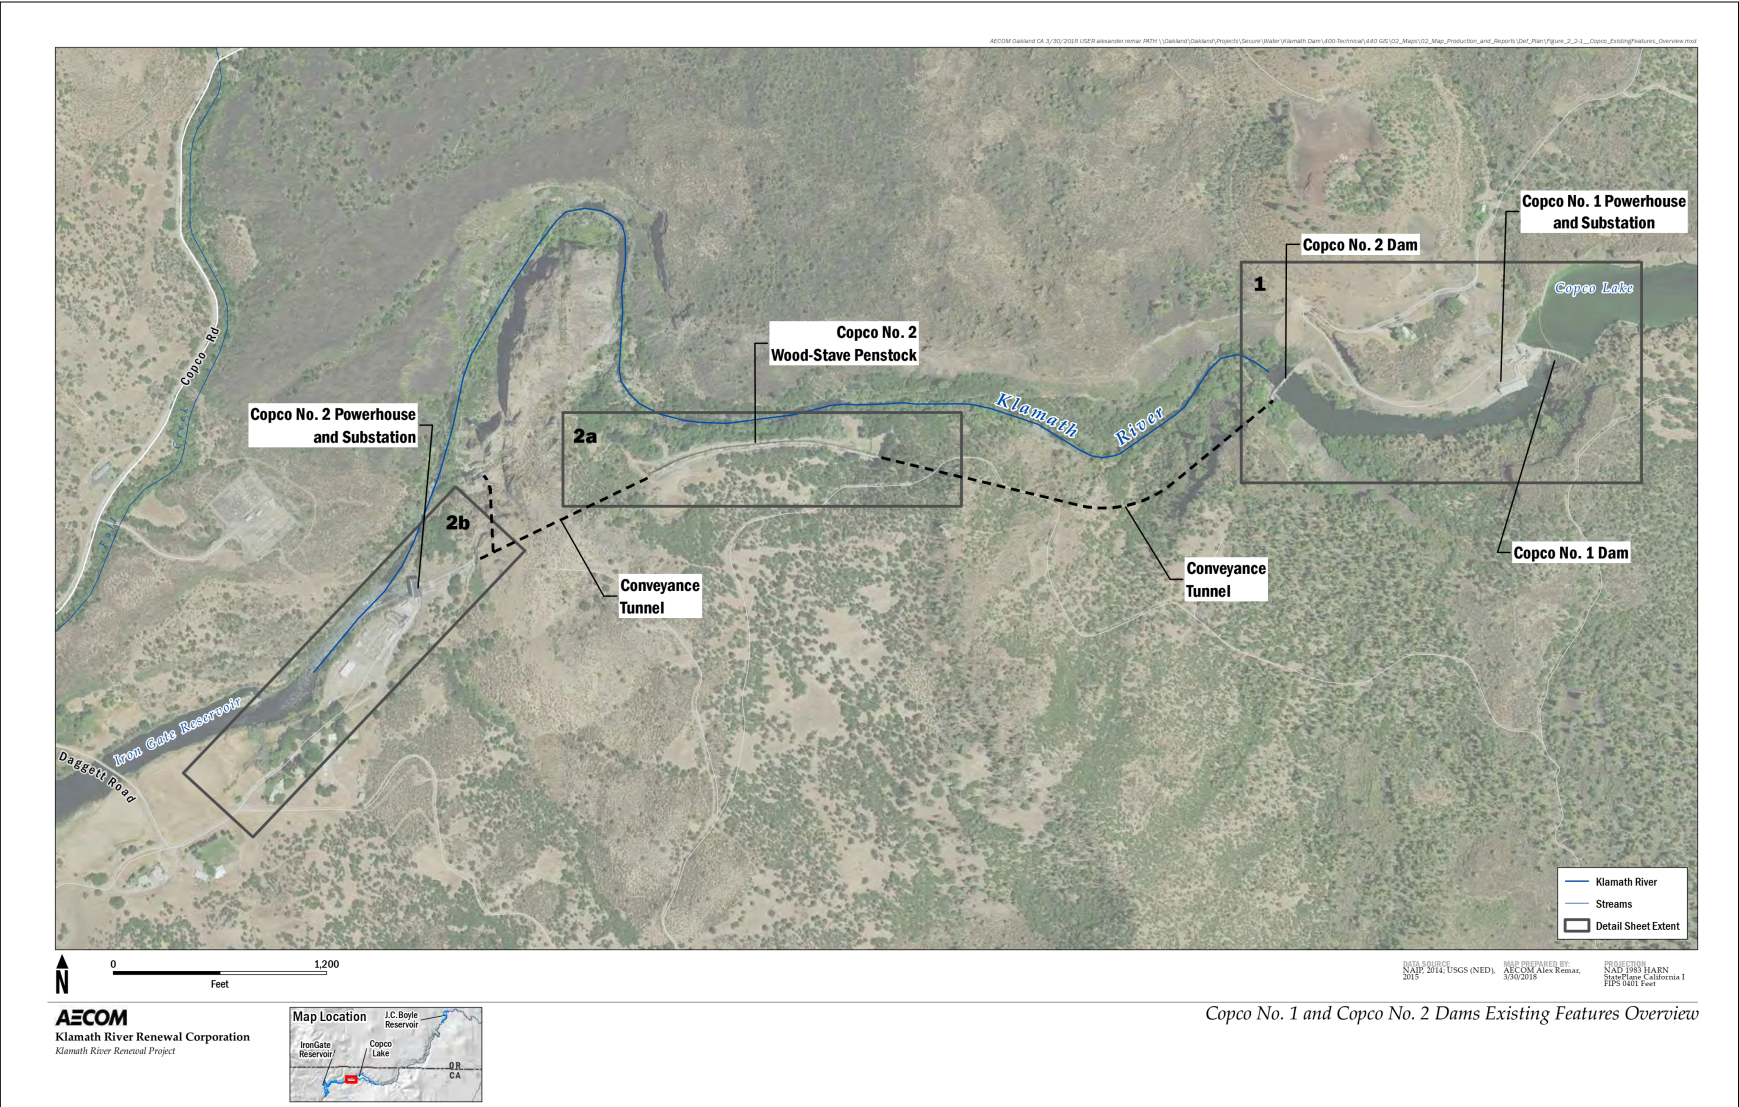 AECOM Oakland CA 3/30/2018 USER alexander.remar PATH \\Oakland\Oakland\Projects\Secure\Water\Klamath Dam\400-Technical\440 GIS\02_Maps\02_Map_Production_and_Reports\Def_Plan\Figure_2_2-1__Copco_ExistingFeatures_Overview.mxd
Copco No. 1 Powerhouse
and Substation
Copco No. 2 Dam
1
Copco Lake
Copco No. 2
Wood-Stave Penstock
Copco Rd
Klamath River
Copco No. 2 Powerhouse
and Substation
2a
Fall Creek
2b
Copco No. 1 Dam
Conveyance
Tunnel
Conveyance
Tunnel
Iron Gate Reservoir
Daggett Road
Klamath River
Streams
Detail Sheet Extent
N
0 1,200
Feet
DATA SOURCE
NAIP, 2014; USGS (NED),
2015
MAP PREPARED BY:
AECOM Alex Remar,
3/30/2018
PROJECTION
NAD 1983 HARN
StatePlane California I
FIPS 0401 Feet
AECOM
Klamath River Renewal Corporation
Klamath River Renewal Project
Map Location
J.C. Boyle
Reservoir
IronGate
Reservoir
Copco
Lake
OR
CA
Copco No. 1 and Copco No. 2 Dams Existing Features Overview